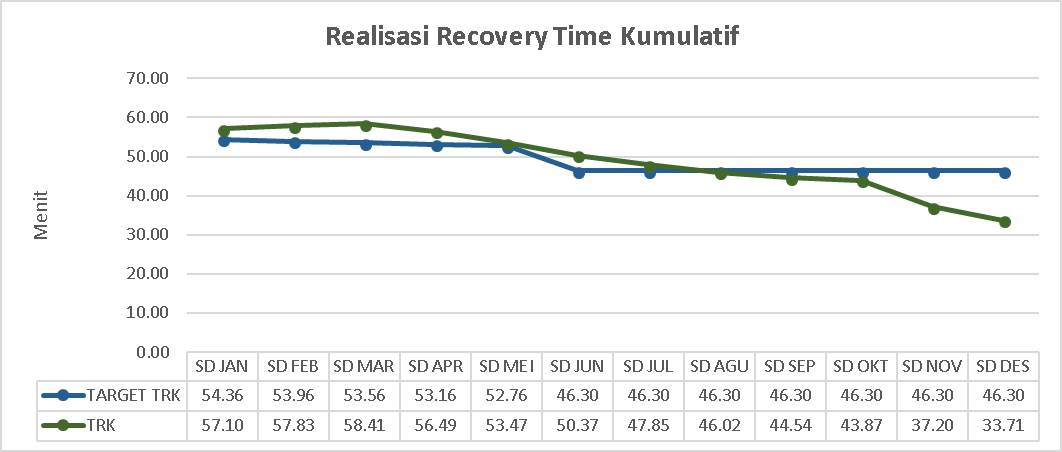 Realisasi Recovery Time Kumulatif
70.00
60.00
50.00
40.00
30.00
20.00
10.00
0.00
Menit
SD JAN SD FEB SD MAR SD APR SD MEI SD JUN SD JUL SD AGU SD SEP SD OKT SD NOV SD DES
TARGET TRK 54.36 53.96 53.56 53.16 52.76 46.30 46.30 46.30 46.30 46.30 46.30 46.30
TRK 57.10 57.83 58.41 56.49 53.47 50.37 47.85 46.02 44.54 43.87 37.20 33.71